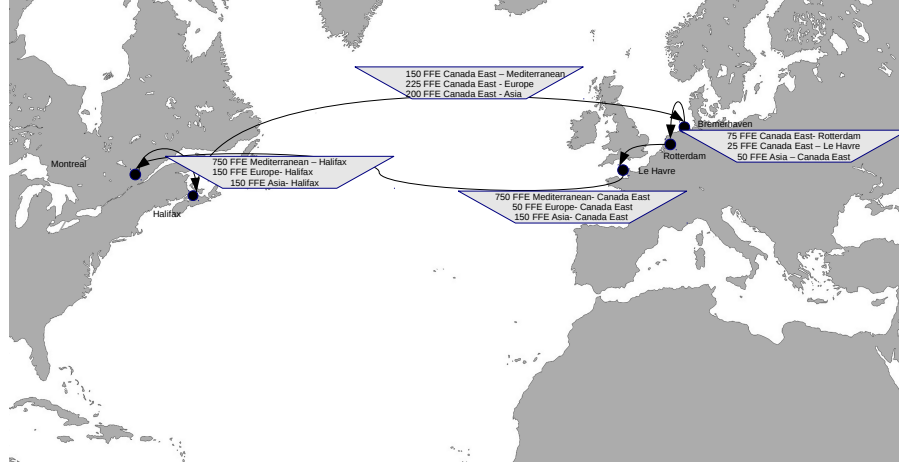 150 FFE Canada East – Mediterranean
225 FFE Canada East - Europe
200 FFE Canada East - Asia
Bremerhaven
75 FFE Canada East- Rotterdam
25 FFE Canada East – Le Havre
50 FFE Asia – Canada East
Rotterdam
Le Havre
Montreal
750 FFE Mediterranean – Halifax
150 FFE Europe- Halifax
150 FFE Asia- Halifax
Halifax
750 FFE Mediterranean- Canada East
50 FFE Europe- Canada East
150 FFE Asia- Canada East